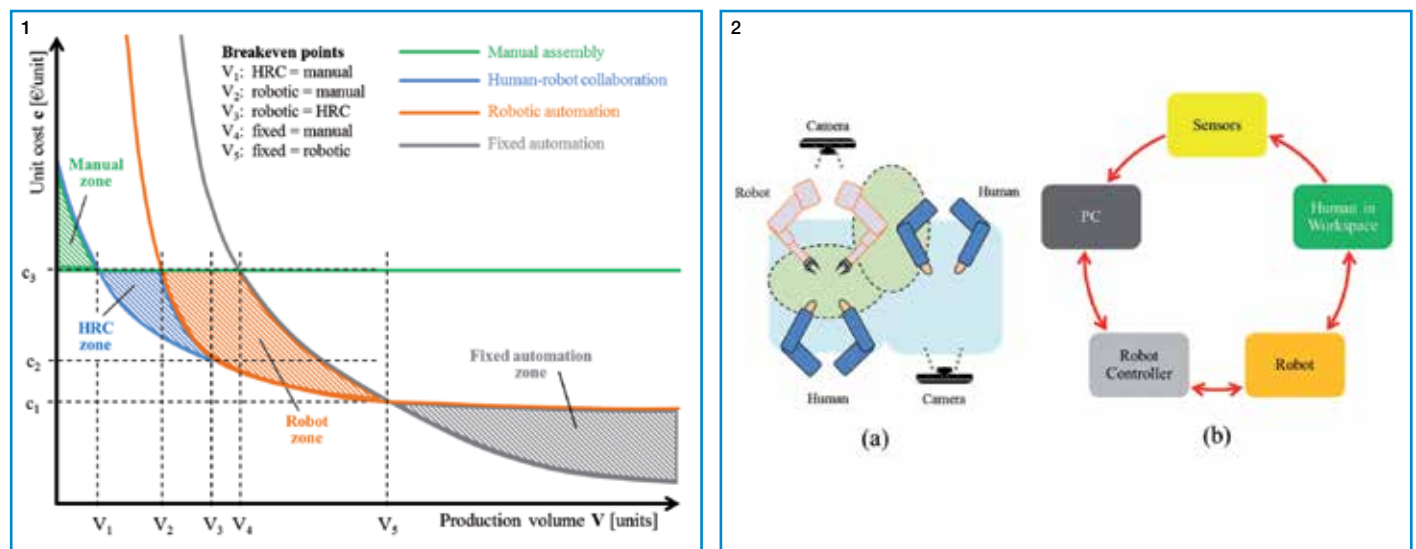 1
Unit cost c [€/unit]
Breakeven points
V₁: HRC = manual
V₂: robotic = manual
V₃: robotic = HRC
V₄: fixed = manual
V₅: fixed = robotic
Manual assembly
Human-robot collaboration
Robotic automation
Fixed automation
Manual
zone
c₃
HRC
zone
c₂
c₁
Robot
zone
Fixed automation
zone
V₁
V₂
V₃
V₄
V₅
Production volume V [units]
2
Camera
Robot
Human
Human
Camera
(a)
Sensors
PC
Human in
Workspace
Robot
Controller
Robot
(b)